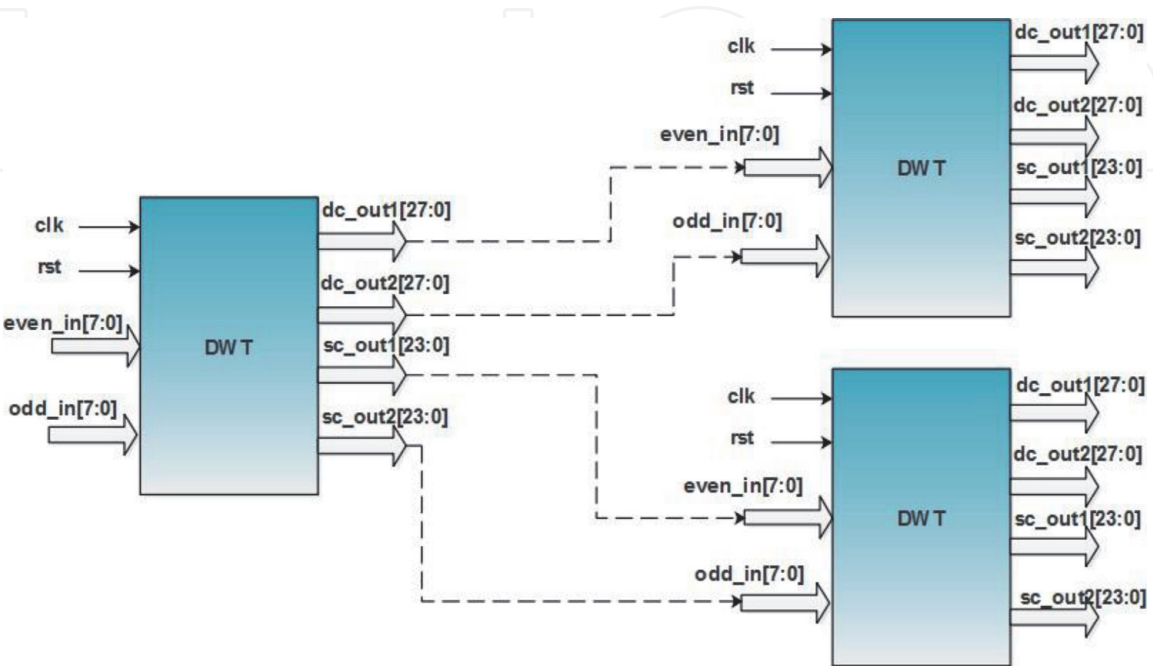 clk
rst
even_in[7:0]
odd_in[7:0]
DWT
dc_out1[27:0]
dc_out2[27:0]
sc_out1[23:0]
sc_out2[23:0]
clk
rst
even_in[7:0]
odd_in[7:0]
DWT
dc_out1[27:0]
dc_out2[27:0]
sc_out1[23:0]
sc_out2[23:0]
clk
rst
even_in[7:0]
odd_in[7:0]
DWT
dc_out1[27:0]
dc_out2[27:0]
sc_out1[23:0]
sc_out2[23:0]